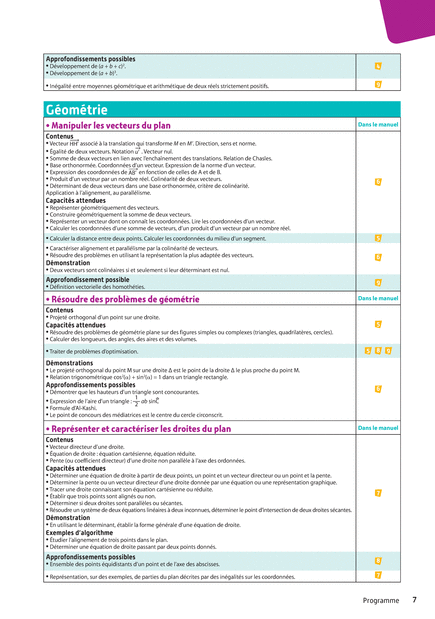 Approfondissements possibles
• Développement de (a + b + c)².
• Développement de (a + b)³.
4
• Inégalité entre moyennes géométrique et arithmétique de deux réels strictement positifs.
Géométrie
• Manipuler les vecteurs du plan
Dans le manuel
Contenus
• Vecteur MM' associé à la translation qui transforme M en M'. Direction, sens et norme.
• Égalité de deux vecteurs. Notation u. Vecteur nul.
• Somme de deux vecteurs en lien avec l'enchaînement des translations. Relation de Chasles.
• Base orthonormée. Coordonnées d'un vecteur. Expression de la norme d'un vecteur.
• Expression des coordonnées de AB en fonction de celles de A et de B.
• Produit d'un vecteur par un nombre réel. Colinéarité de deux vecteurs.
• Déterminant de deux vecteurs dans une base orthonormée, critère de colinéarité.
Application à l'alignement, au parallélisme.
Capacités attendues
• Représenter géométriquement des vecteurs.
• Construire géométriquement la somme de deux vecteurs.
• Représenter un vecteur dont on connaît les coordonnées. Lire les coordonnées d'un vecteur.
• Calculer les coordonnées d'une somme de vecteurs, d'un produit d'un vecteur par un nombre réel.
6
• Calculer la distance entre deux points. Calculer les coordonnées du milieu d'un segment.
5
• Caractériser alignement et parallélisme par la colinéarité de vecteurs.
• Résoudre des problèmes en utilisant la représentation la plus adaptée des vecteurs.
Démonstration
• Deux vecteurs sont colinéaires si et seulement si leur déterminant est nul.
6
Approfondissement possible
• Définition vectorielle des homothéties.
• Résoudre des problèmes de géométrie
Dans le manuel
Contenus
• Projeté orthogonal d'un point sur une droite.
Capacités attendues
• Résoudre des problèmes de géométrie plane sur des figures simples ou complexes (triangles, quadrilatères, cercles).
• Calculer des longueurs, des angles, des aires et des volumes.
5
• Traiter de problèmes d'optimisation.
Démonstrations
• Le projeté orthogonal du point M sur une droite Δ est le point de la droite Δ le plus proche du point M.
• Relation trigonométrique cos²(α) + sin²(α) = 1 dans un triangle rectangle.
Approfondissements possibles
• Démontrer que les hauteurs d'un triangle sont concourantes.
• Expression de l'aire d'un triangle : 1/2 ab sinĈ.
• Formule d'Al-Kashi.
• Le point de concours des médiatrices est le centre du cercle circonscrit.
• Représenter et caractériser les droites du plan
Dans le manuel
Contenus
• Vecteur directeur d'une droite.
• Équation de droite : équation cartésienne, équation réduite.
• Pente (ou coefficient directeur) d'une droite non parallèle à l'axe des ordonnées.
Capacités attendues
• Déterminer une équation de droite à partir de deux points, un point et un vecteur directeur ou un point et la pente.
• Déterminer la pente ou un vecteur directeur d'une droite donnée par une équation ou une représentation graphique.
• Tracer une droite connaissant son équation cartésienne ou réduite.
• Établir que trois points sont alignés ou non.
• Déterminer si deux droites sont parallèles ou sécantes.
• Résoudre un système de deux équations linéaires à deux inconnues, déterminer le point d'intersection de deux droites sécantes.
Démonstration
• En utilisant le déterminant, établir la forme générale d'une équation de droite.
Exemples d'algorithme
• Étudier l'alignement de trois points dans le plan.
• Déterminer une équation de droite passant par deux points donnés.
7
Approfondissements possibles
• Ensemble des points équidistants d'un point et de l'axe des abscisses.
• Représentation, sur des exemples, de parties du plan décrites par des inégalités sur les coordonnées.
7
Programme 7